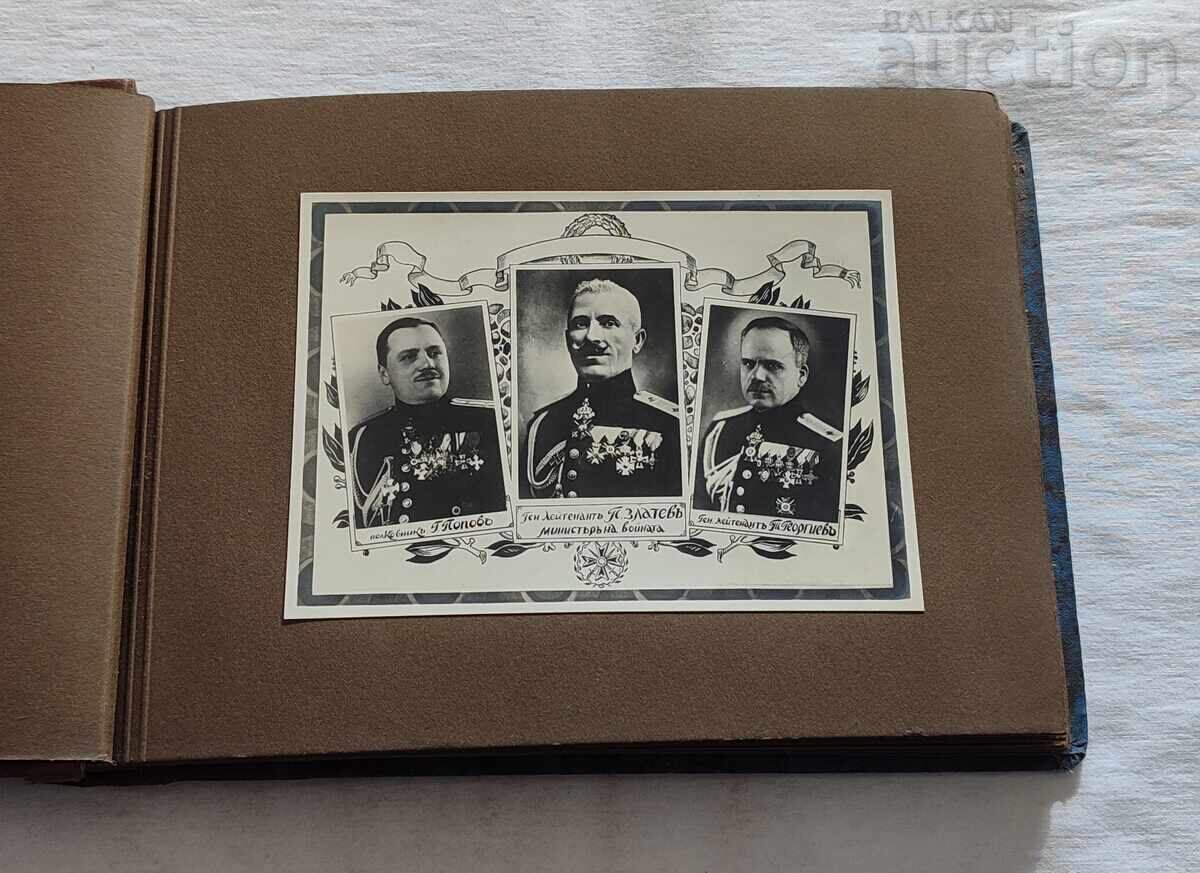 BALKAN
auction
полковникъ Г. Поповъ
Ген. лейтенантъ П. Златевъ
министъръ на войната
Ген. лейтенантъ Т. Георгиевъ